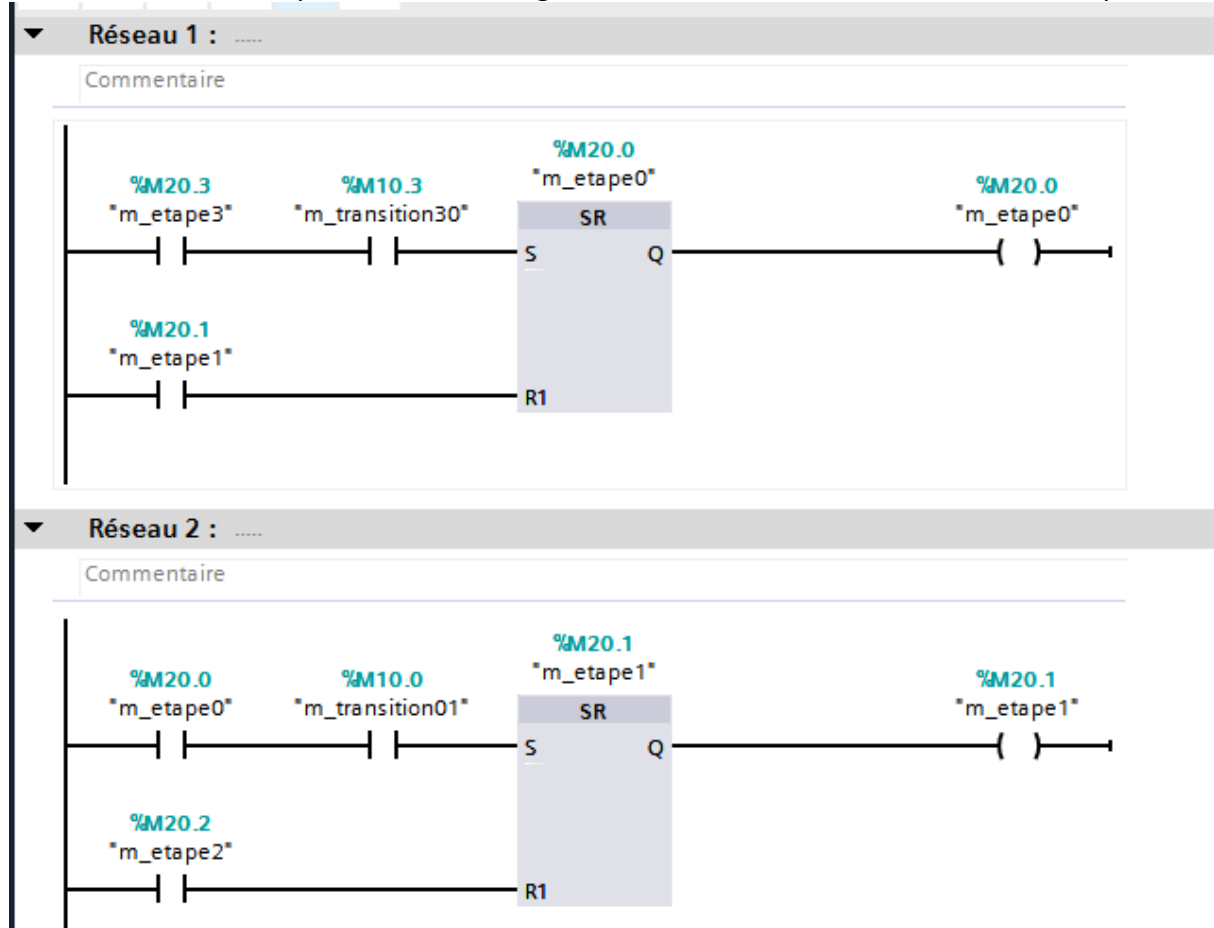 Réseau 1 : .....
Commentaire
%M20.0
"m_etape0"
%M20.3 %M10.3 %M20.0
"m_etape3" "m_transition30" SR "m_etape0"
S Q ( )
%M20.1
"m_etape1"
R1
Réseau 2 : .....
Commentaire
%M20.1
"m_etape1"
%M20.0 %M10.0 %M20.1
"m_etape0" "m_transition01" SR "m_etape1"
S Q ( )
%M20.2
"m_etape2"
R1